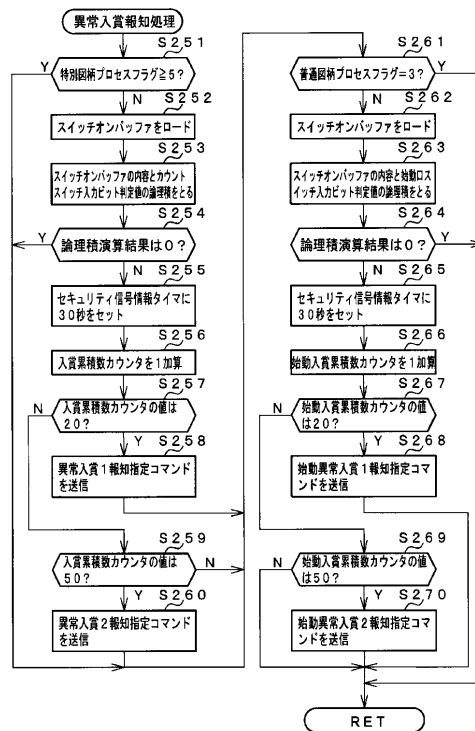 異常入賞報知処理
S251
特別図柄プロセスフラグ≧5?
Y
N
S252
スイッチオンバッファをロード
S253
スイッチオンバッファの内容とカウント
スイッチ入力ビット判定値の論理積をとる
S254
Y
論理積演算結果は0?
N
S255
セキュリティ信号情報タイマに
30秒をセット
S256
入賞累積数カウンタを1加算
S257
N
入賞累積数カウンタの値は
20?
Y
S258
異常入賞1報知指定コマンド
を送信
S259
入賞累積数カウンタの値は
50?
N
Y
S260
異常入賞2報知指定コマンド
を送信
S261
普通図柄プロセスフラグ=3?
Y
N
S262
スイッチオンバッファをロード
S263
スイッチオンバッファの内容と始動口ス
イッチ入力ビット判定値の論理積をとる
S264
論理積演算結果は0?
Y
N
S265
セキュリティ信号情報タイマに
30秒をセット
S266
始動入賞累積数カウンタを1加算
S267
N
始動入賞累積数カウンタの値
は20?
Y
S268
始動異常入賞1報知指定コマ
ンドを送信
S269
N
始動入賞累積数カウンタの値
は50?
Y
S270
始動異常入賞2報知指定コマ
ンドを送信
RET